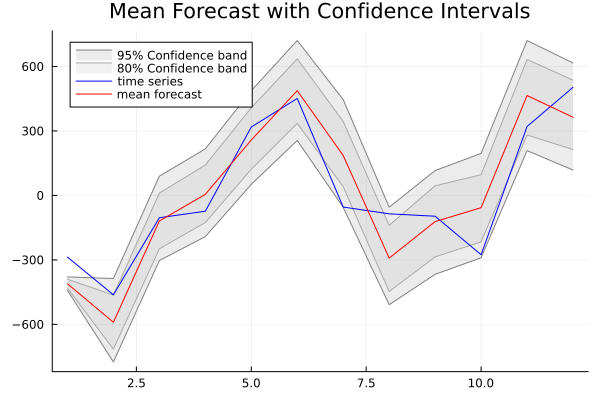 Mean Forecast with Confidence Intervals
95% Confidence band
80% Confidence band
time series
mean forecast
600
300
0
−300
−600
2.5
5.0
7.5
10.0